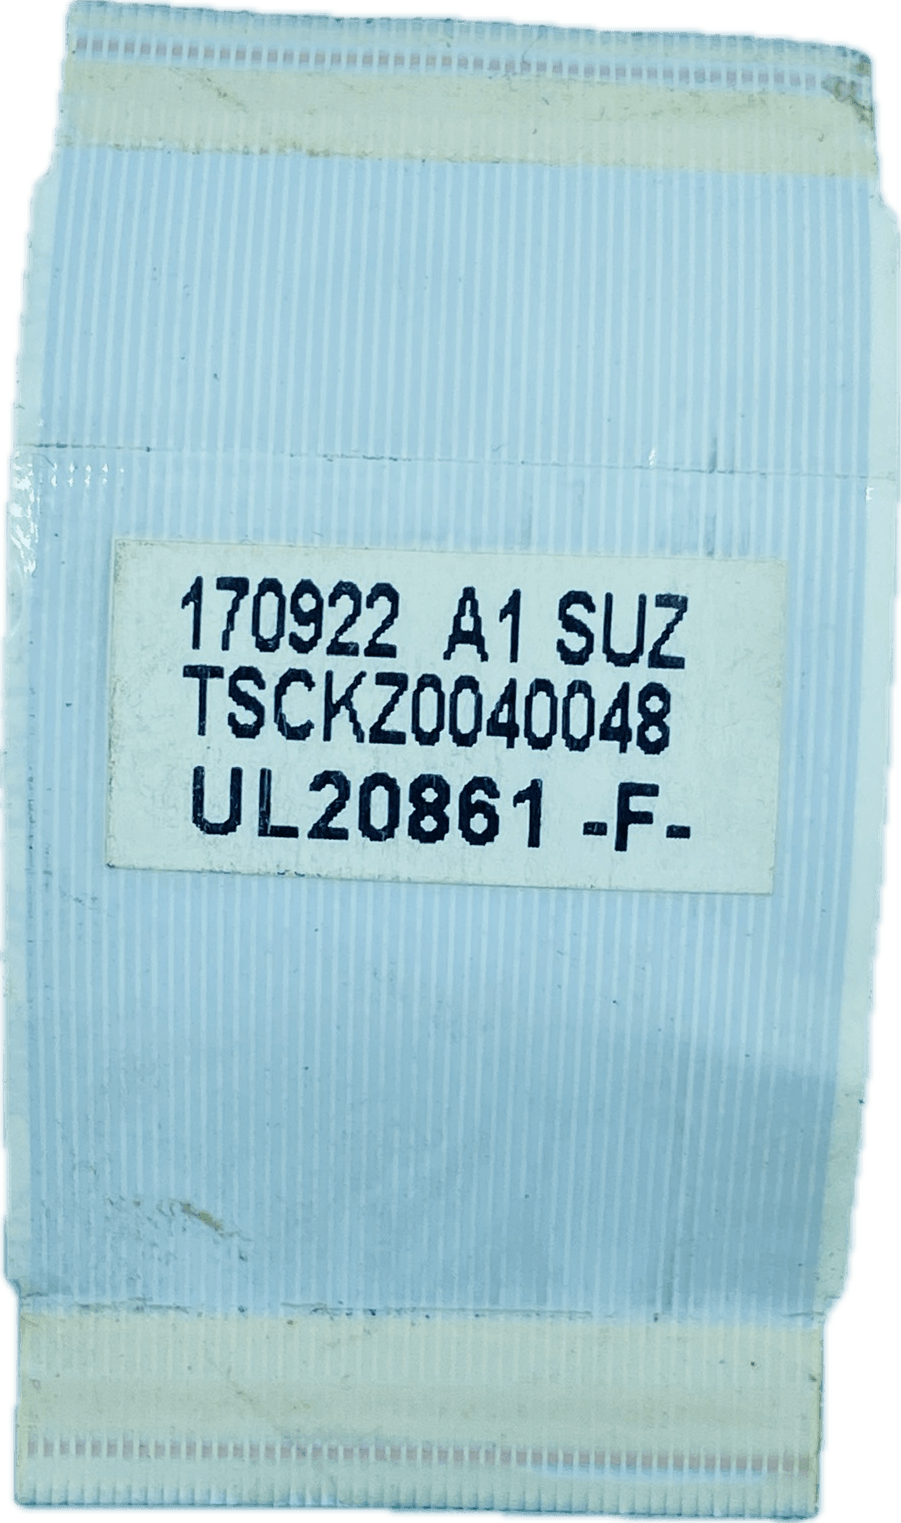 170922 A1 SUZ
TSCKZ0040048
UL20861 -F-